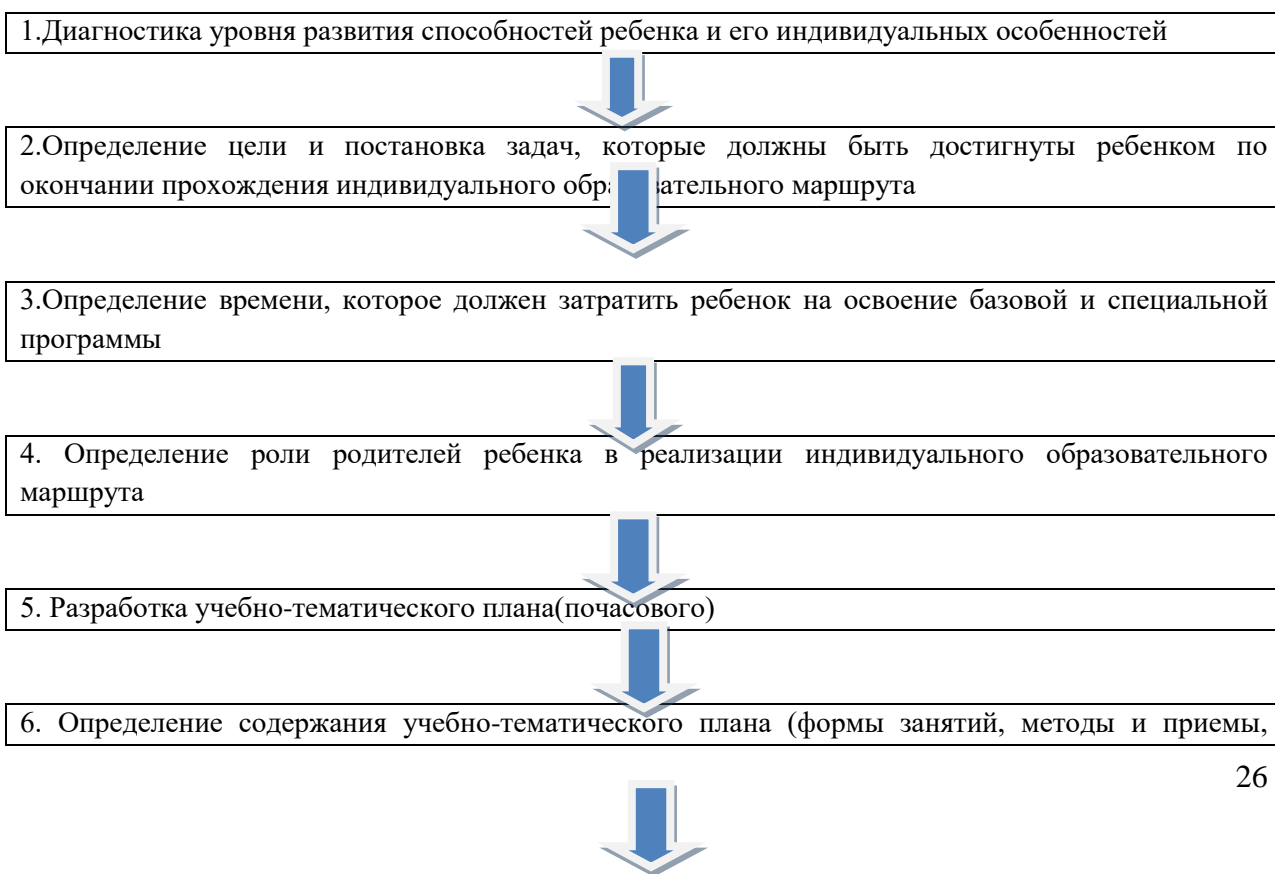 1.Диагностика уровня развития способностей ребенка и его индивидуальных особенностей
2.Определение цели и постановка задач, которые должны быть достигнуты ребенком по
окончании прохождения индивидуального обра вательного маршрута
3.Определение времени, которое должен затратить ребенок на освоение базовой и специальной
программы
4. Определение роли родителей ребенка в реализации индивидуального образовательного
маршрута
5. Разработка учебно-тематического плана(почасового)
6. Определение содержания учебно-тематического плана (формы занятий, методы и приемы,
26